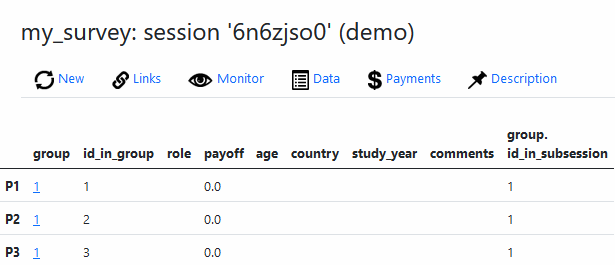 my_survey: session '6n6zjso0' (demo)
New Links Monitor Data $ Payments Description
group.
group id_in_group role payoff age country study_year comments id_in_subsession
P1 1 1 0.0 1
P2 1 2 0.0 1
P3 1 3 0.0 1